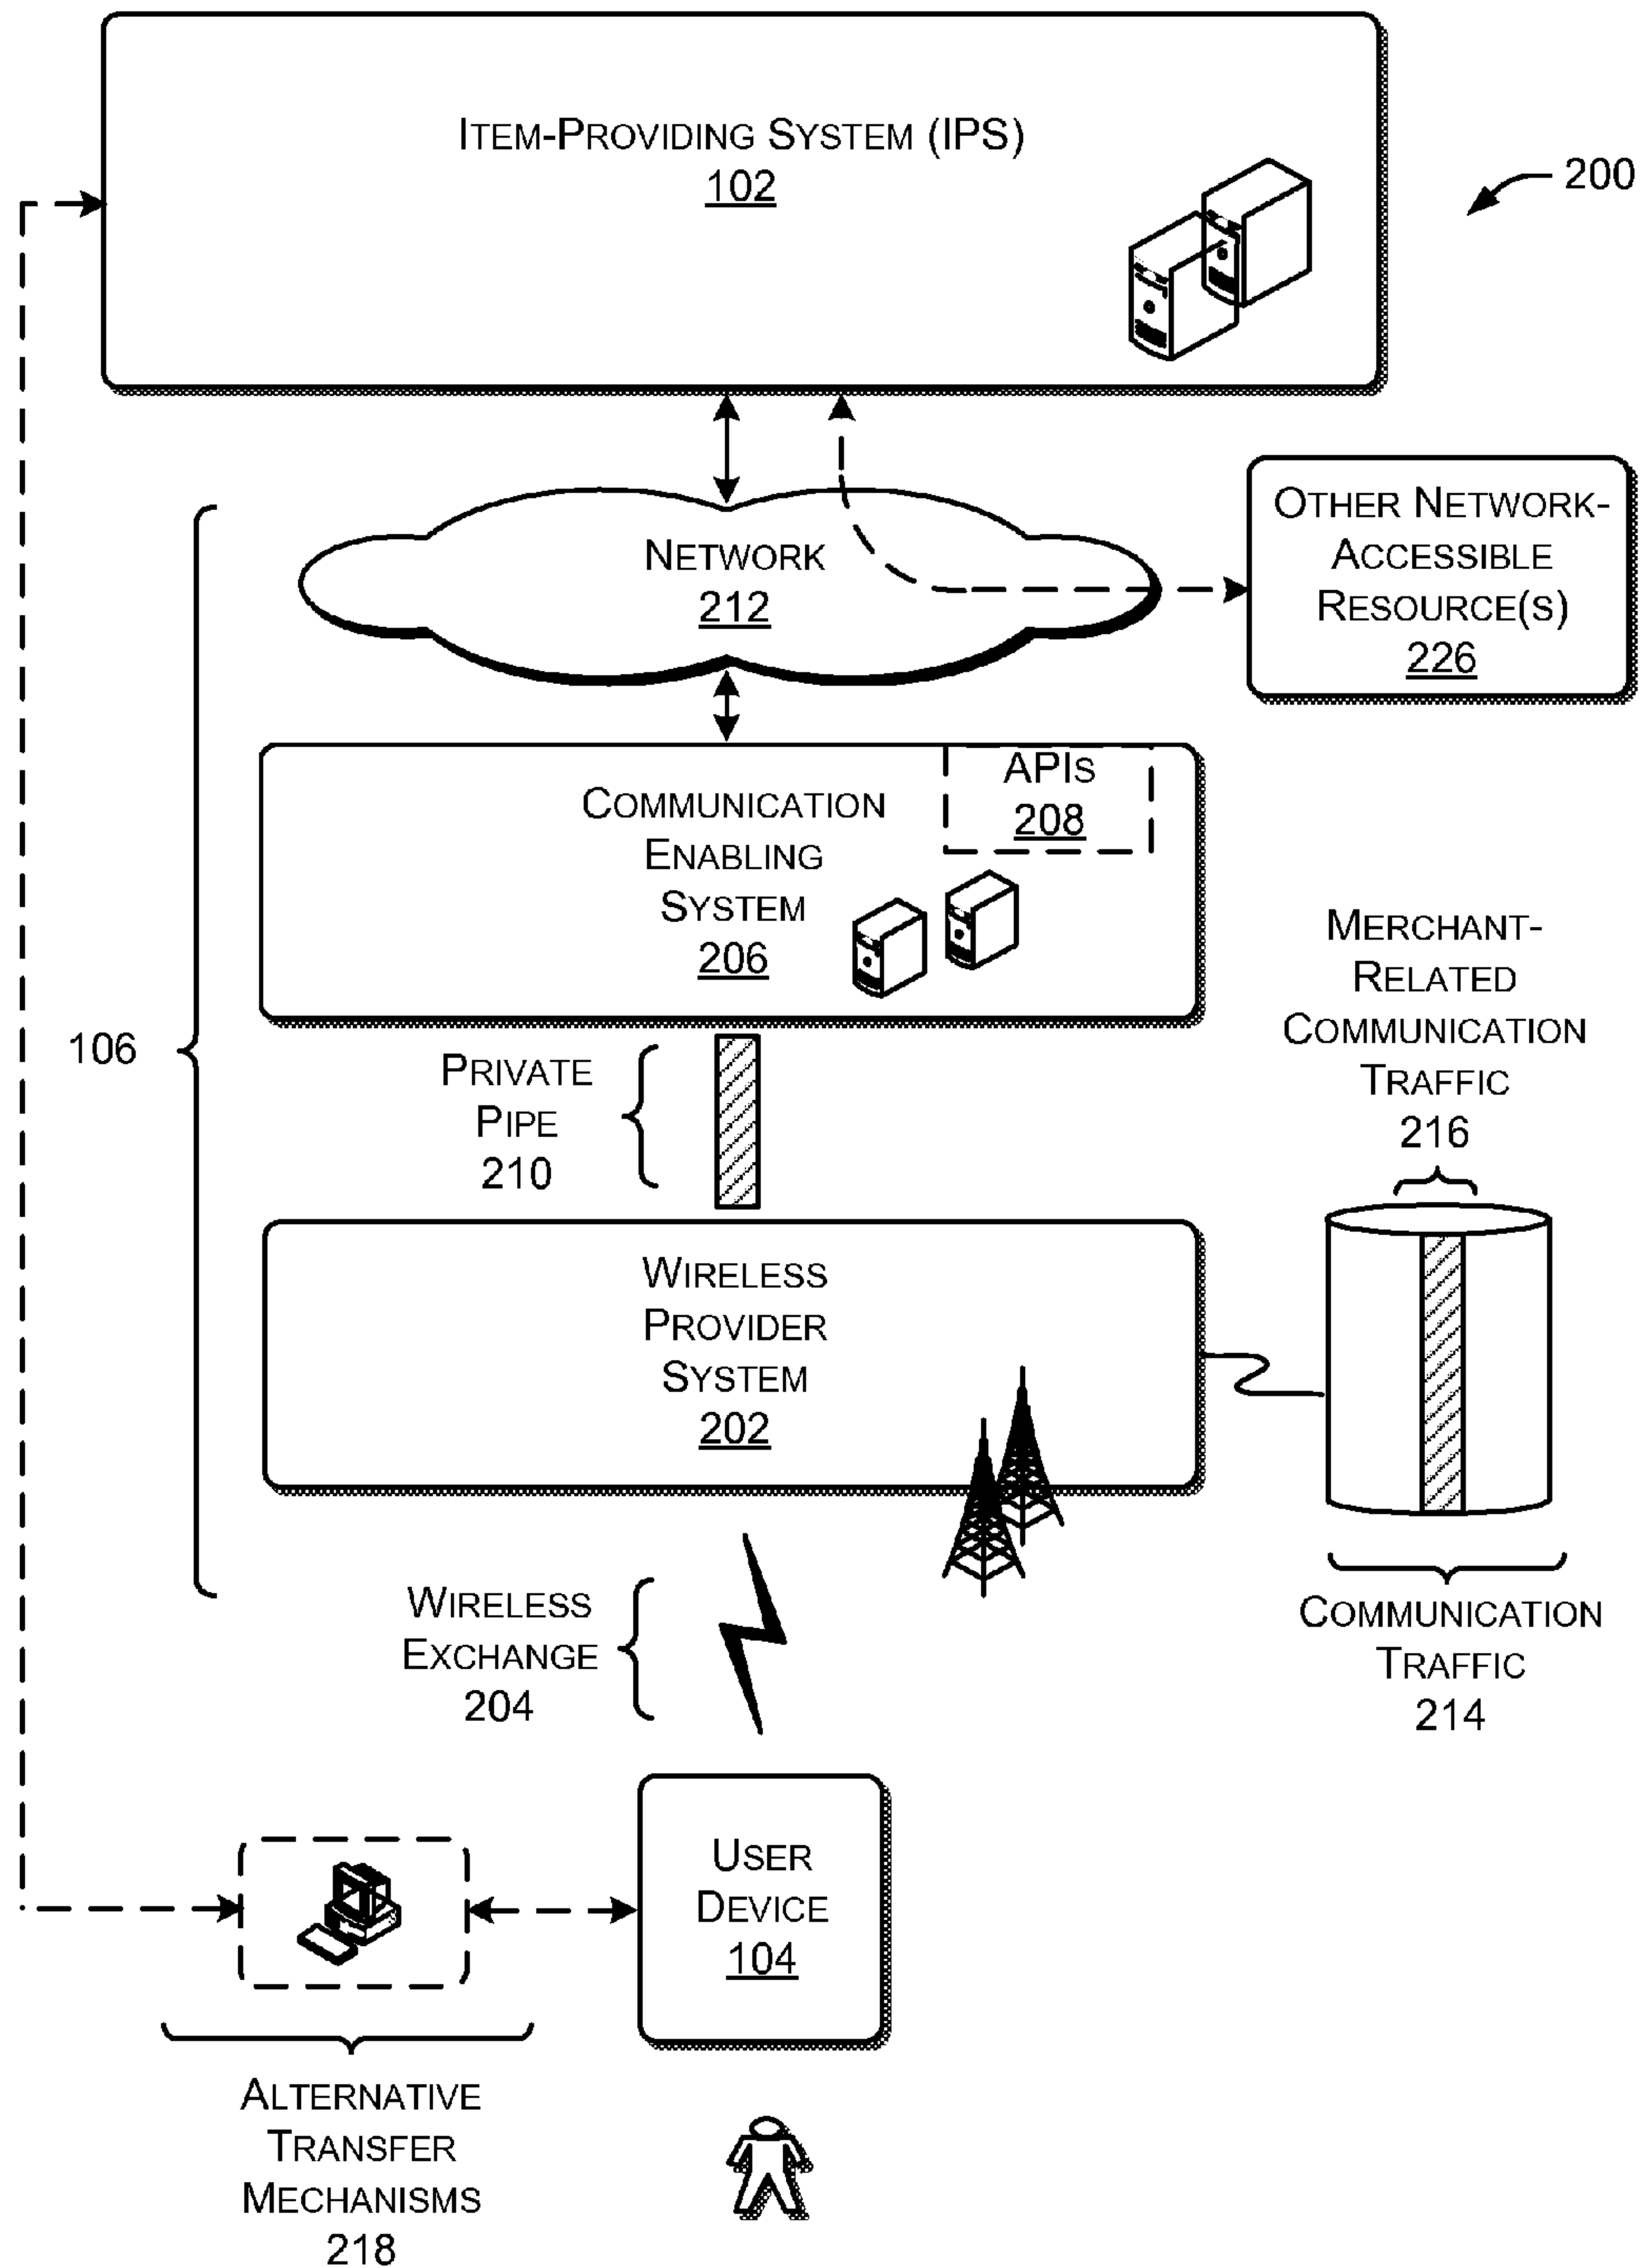 ITEM-PROVIDING SYSTEM (IPS)
102
200
OTHER NETWORK-
ACCESSIBLE
RESOURCE(S)
226
NETWORK
212
APIS
208
COMMUNICATION
ENABLING
SYSTEM
206
MERCHANT-
RELATED
COMMUNICATION
TRAFFIC
216
106
PRIVATE
PIPE
210
WIRELESS
PROVIDER
SYSTEM
202
WIRELESS
EXCHANGE
204
COMMUNICATION
TRAFFIC
214
USER
DEVICE
104
ALTERNATIVE
TRANSFER
MECHANISMS
218